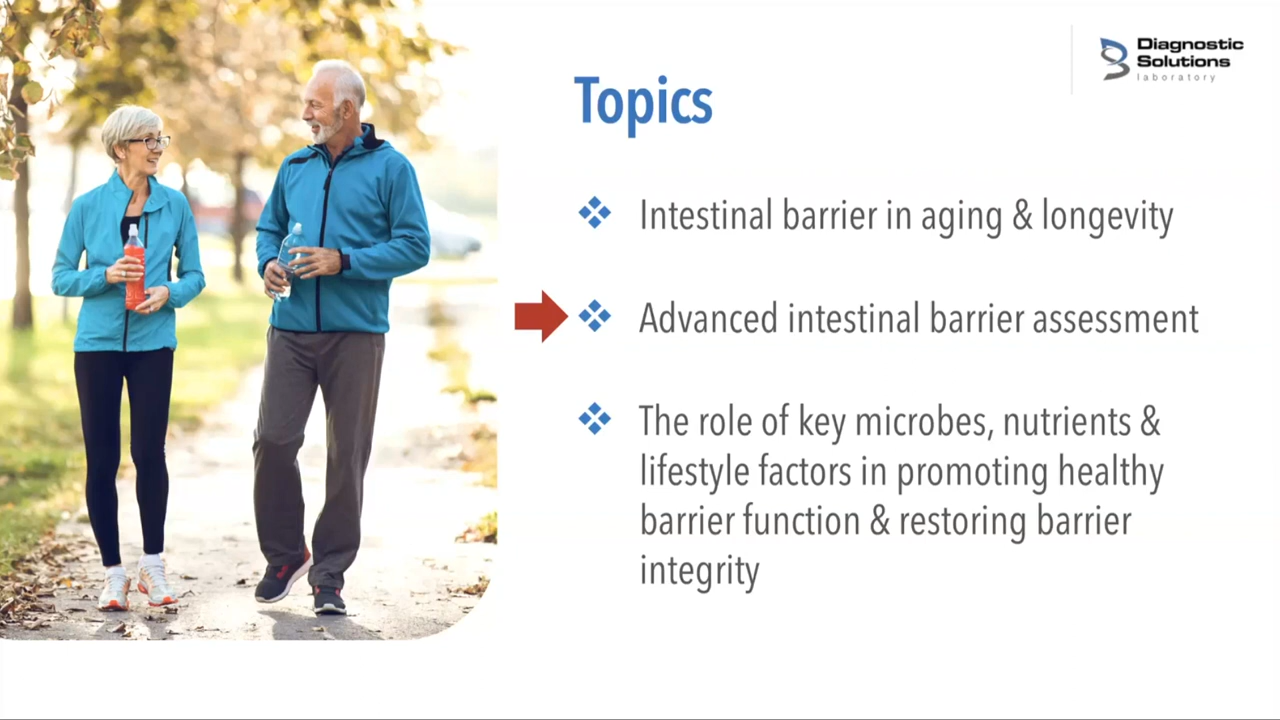 Diagnostic
Solutions
laboratory
Topics
Intestinal barrier in aging & longevity
Advanced intestinal barrier assessment
The role of key microbes, nutrients &
lifestyle factors in promoting healthy
barrier function & restoring barrier
integrity